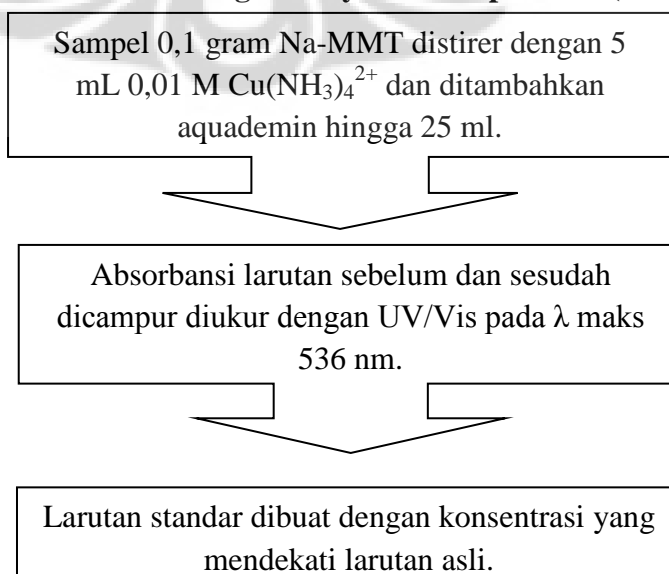 Sampel 0,1 gram Na-MMT distirer dengan 5
mL 0,01 M Cu(NH₃)₄²⁺ dan ditambahkan
aquademin hingga 25 ml.
Absorbansi larutan sebelum dan sesudah
dicampur diukur dengan UV/Vis pada λ maks
536 nm.
Larutan standar dibuat dengan konsentrasi yang
mendekati larutan asli.